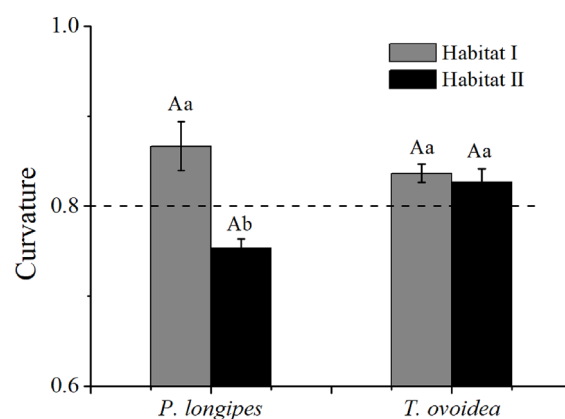 1.0
Habitat I
Habitat II
Aa
Aa
Aa
0.8
Ab
Curvature
0.6
P. longipes
T. ovoidea